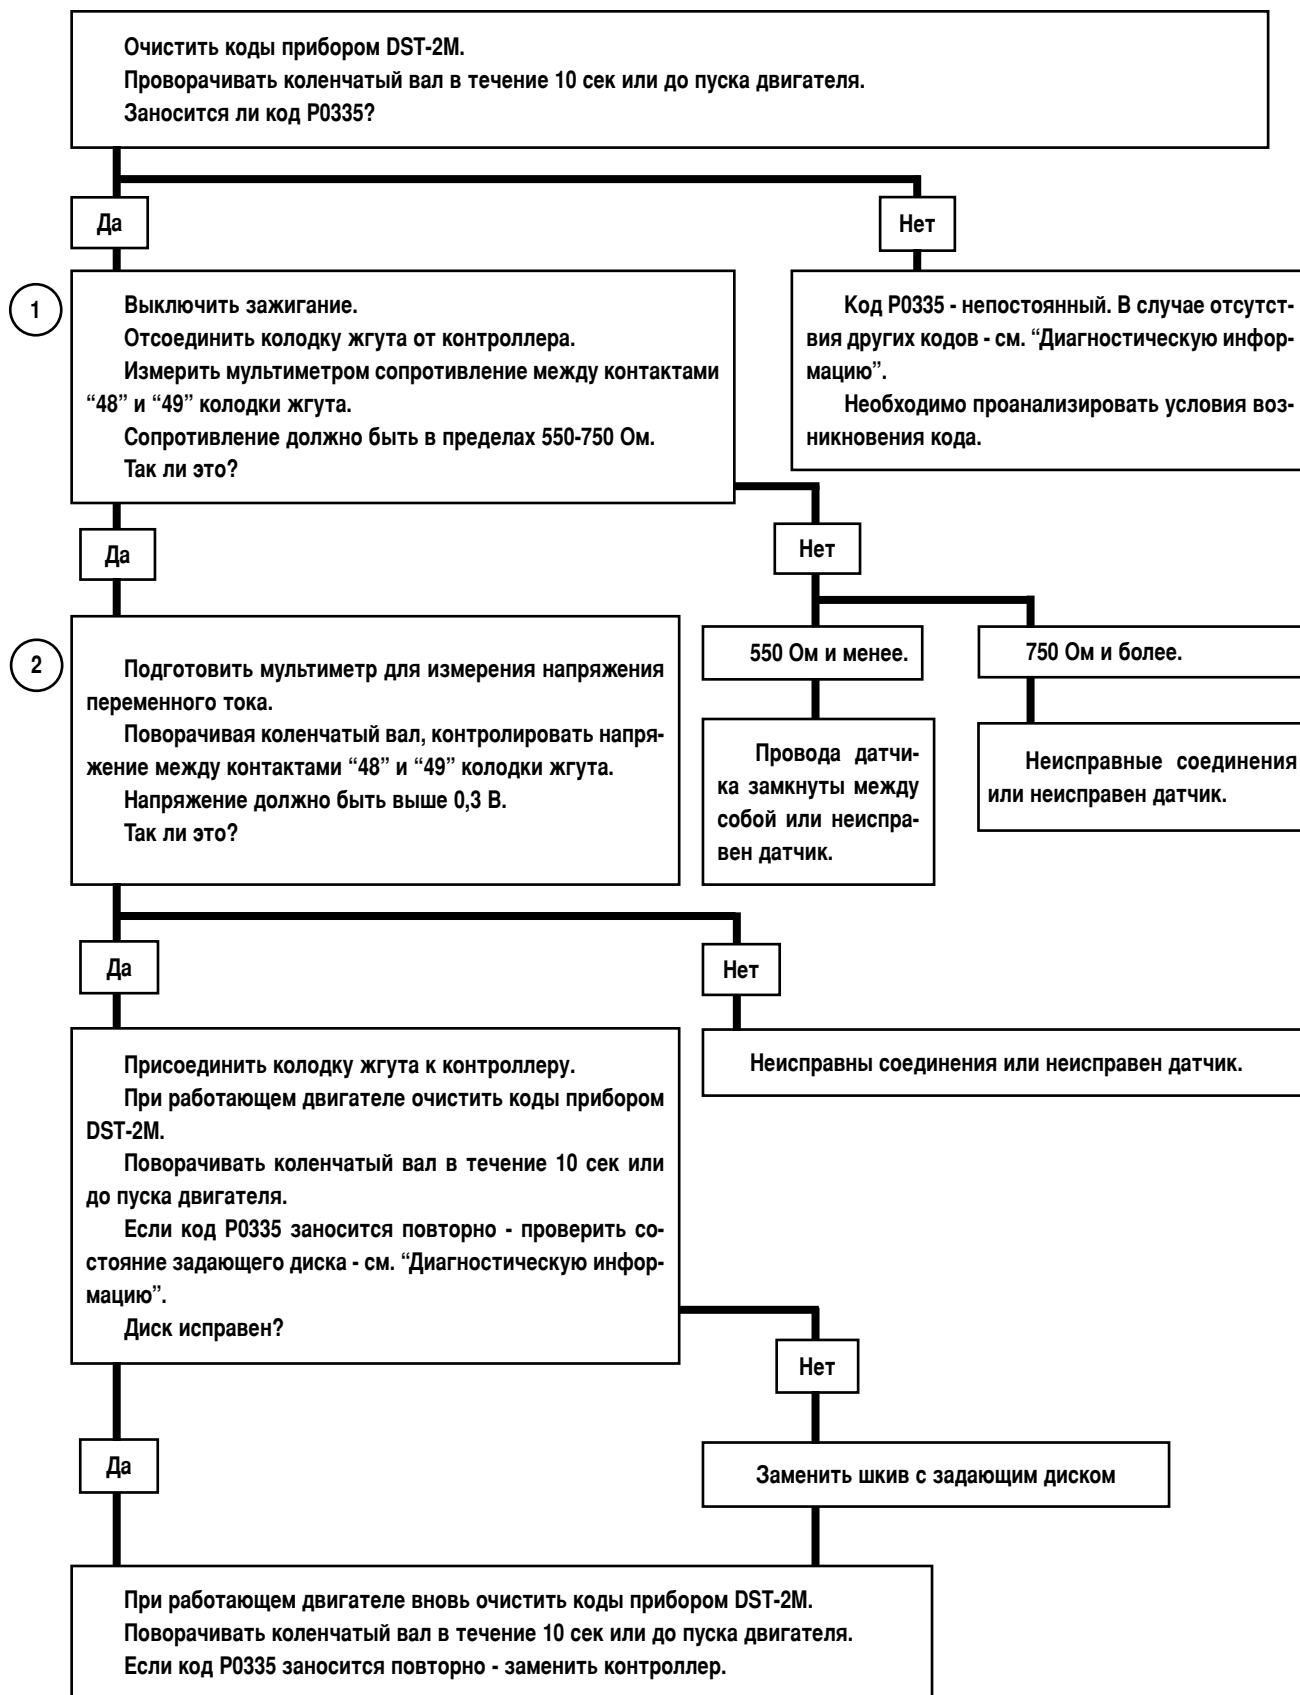 Очистить коды прибором DST-2M.
Проворачивать коленчатый вал в течение 10 сек или до пуска двигателя.
Заносится ли код P0335?
Да
Нет
1
Выключить зажигание.
Отсоединить колодку жгута от контроллера.
Измерить мультиметром сопротивление между контактами
“48” и “49” колодки жгута.
Сопротивление должно быть в пределах 550-750 Ом.
Так ли это?
Код P0335 - непостоянный. В случае отсутст-
вия других кодов - см. “Диагностическую инфор-
мацию”.
Необходимо проанализировать условия воз-
никновения кода.
Да
Нет
2
Подготовить мультиметр для измерения напряжения
переменного тока.
Поворачивая коленчатый вал, контролировать напря-
жение между контактами “48” и “49” колодки жгута.
Напряжение должно быть выше 0,3 В.
Так ли это?
550 Ом и менее.
750 Ом и более.
Провода датчи-
ка замкнуты между
собой или неиспра-
вен датчик.
Неисправные соединения
или неисправен датчик.
Да
Нет
Присоединить колодку жгута к контроллеру.
При работающем двигателе очистить коды прибором
DST-2M.
Поворачивать коленчатый вал в течение 10 сек или
до пуска двигателя.
Если код P0335 заносится повторно - проверить со-
стояние задающего диска - см. “Диагностическую инфор-
мацию”.
Диск исправен?
Неисправны соединения или неисправен датчик.
Нет
Да
Заменить шкив с задающим диском
При работающем двигателе вновь очистить коды прибором DST-2M.
Поворачивать коленчатый вал в течение 10 сек или до пуска двигателя.
Если код P0335 заносится повторно - заменить контроллер.